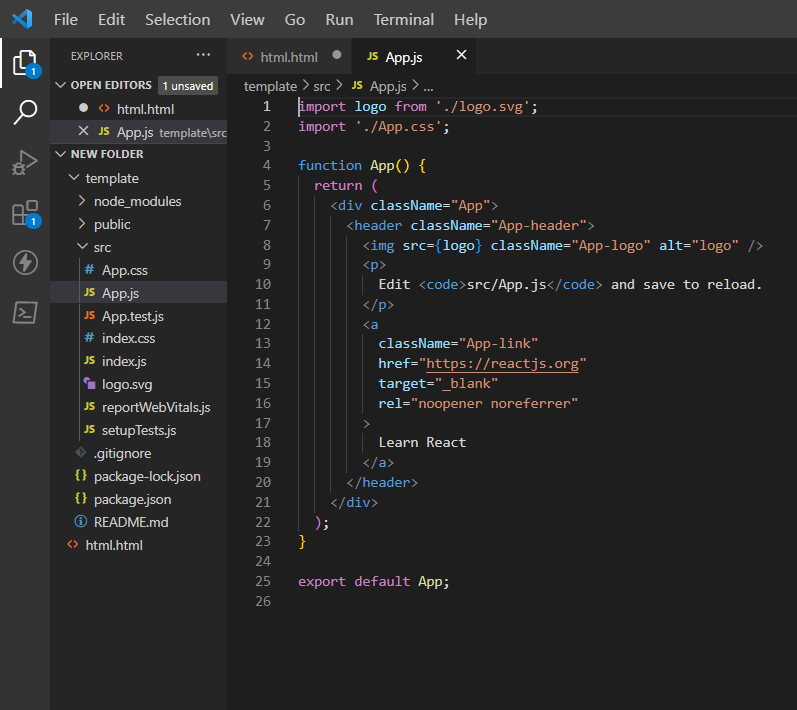 File Edit Selection View Go Run Terminal Help
EXPLORER ...
OPEN EDITORS 1 unsaved
<> html.html
JS App.js template\src
NEW FOLDER
template
node_modules
public
src
# App.css
JS App.js
JS App.test.js
# index.css
JS index.js
logo.svg
JS reportWebVitals.js
JS setupTests.js
.gitignore
{} package-lock.json
{} package.json
README.md
<> html.html
1
1
<> html.html
JS App.js
template > src > JS App.js > ...
1 import logo from './logo.svg';
2 import './App.css';
3
4 function App() {
5 return (
6 <div className="App">
7 <header className="App-header">
8 <img src={logo} className="App-logo" alt="logo" />
9 <p>
10 Edit <code>src/App.js</code> and save to reload.
11 </p>
12 <a
13 className="App-link"
14 href="https://reactjs.org"
15 target="_blank"
16 rel="noopener noreferrer"
17 >
18 Learn React
19 </a>
20 </header>
21 </div>
22 );
23 }
24
25 export default App;
26